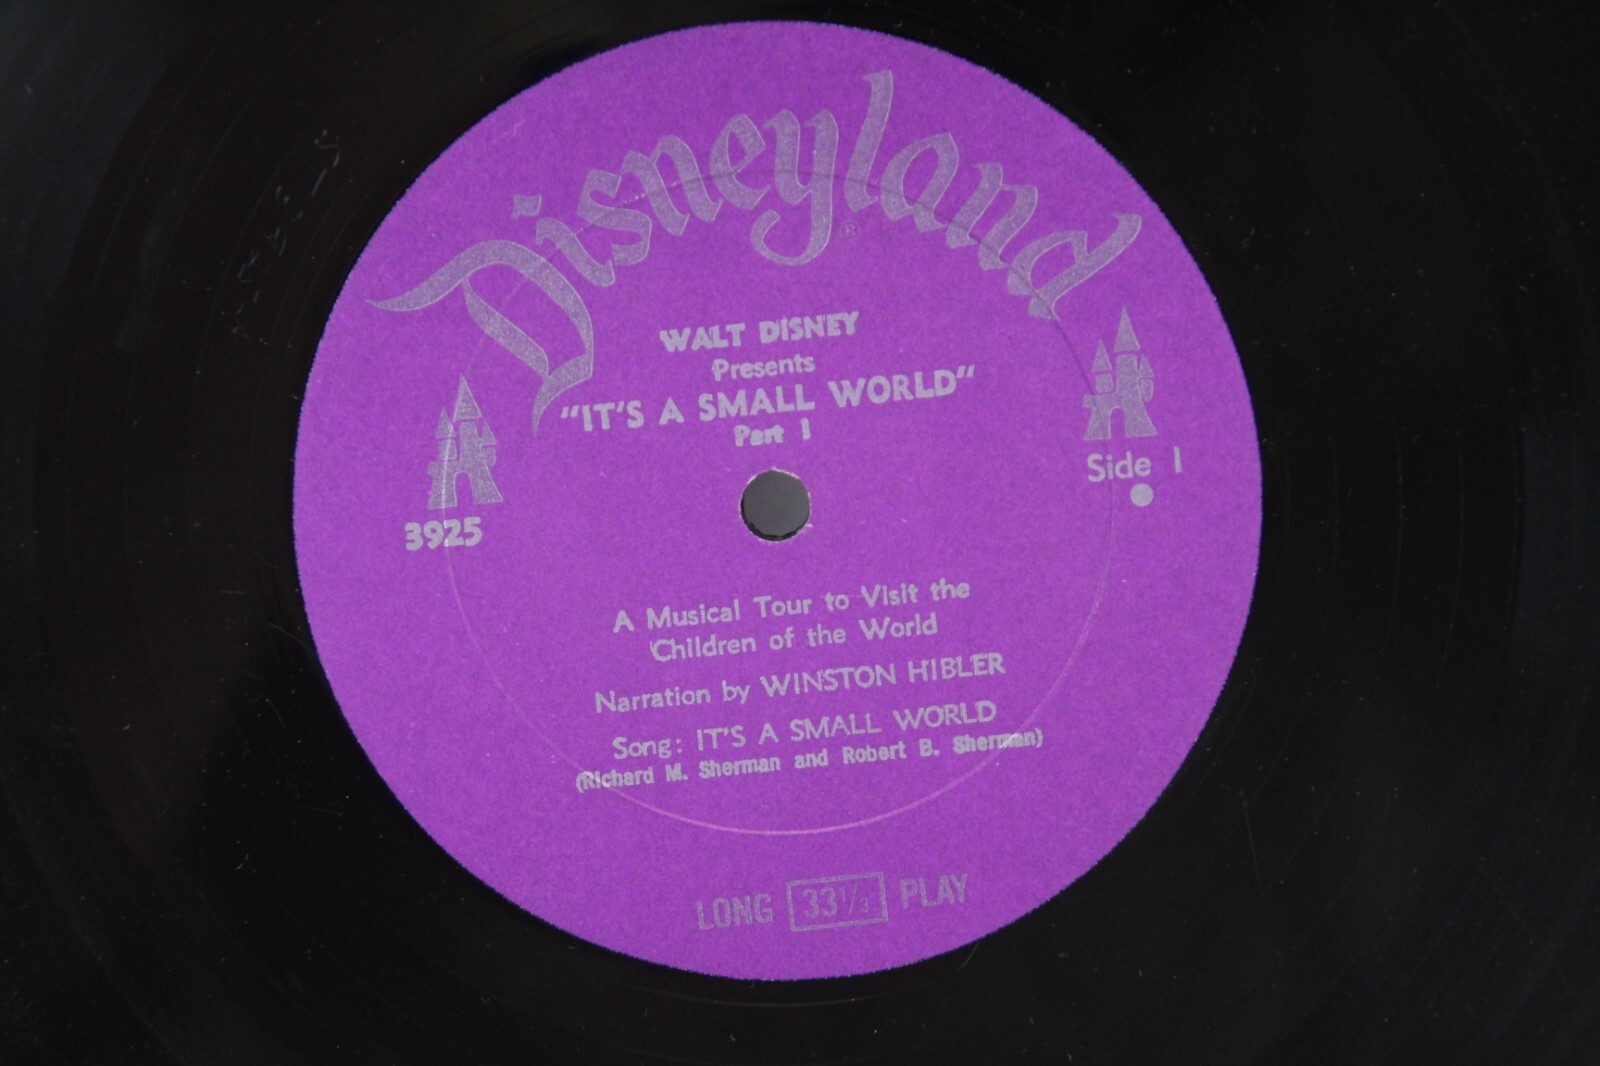 Disneyland®
WALT DISNEY
Presents
"IT'S A SMALL WORLD"
Part 1
Side 1
3925
A Musical Tour to Visit the
Children of the World
Narration by WINSTON HIBLER
Song: IT'S A SMALL WORLD
(Richard M. Sherman and Robert B. Sherman)
LONG 33⅓ PLAY